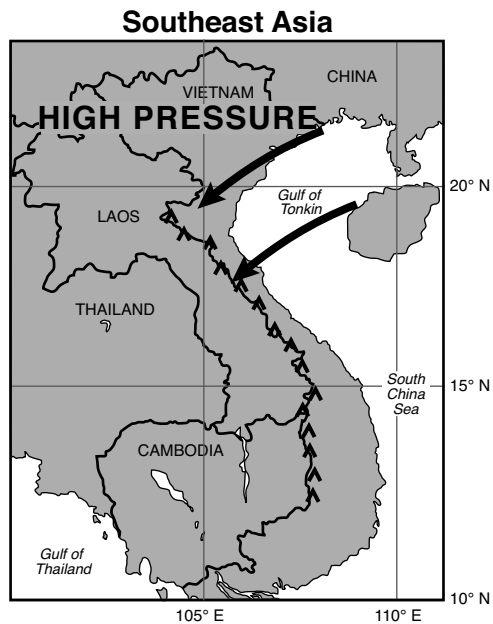 Southeast Asia
CHINA
VIETNAM
HIGH PRESSURE
20° N
Gulf of
Tonkin
LAOS
THAILAND
15° N
South
China
Sea
CAMBODIA
Gulf of
Thailand
10° N
105° E
110° E